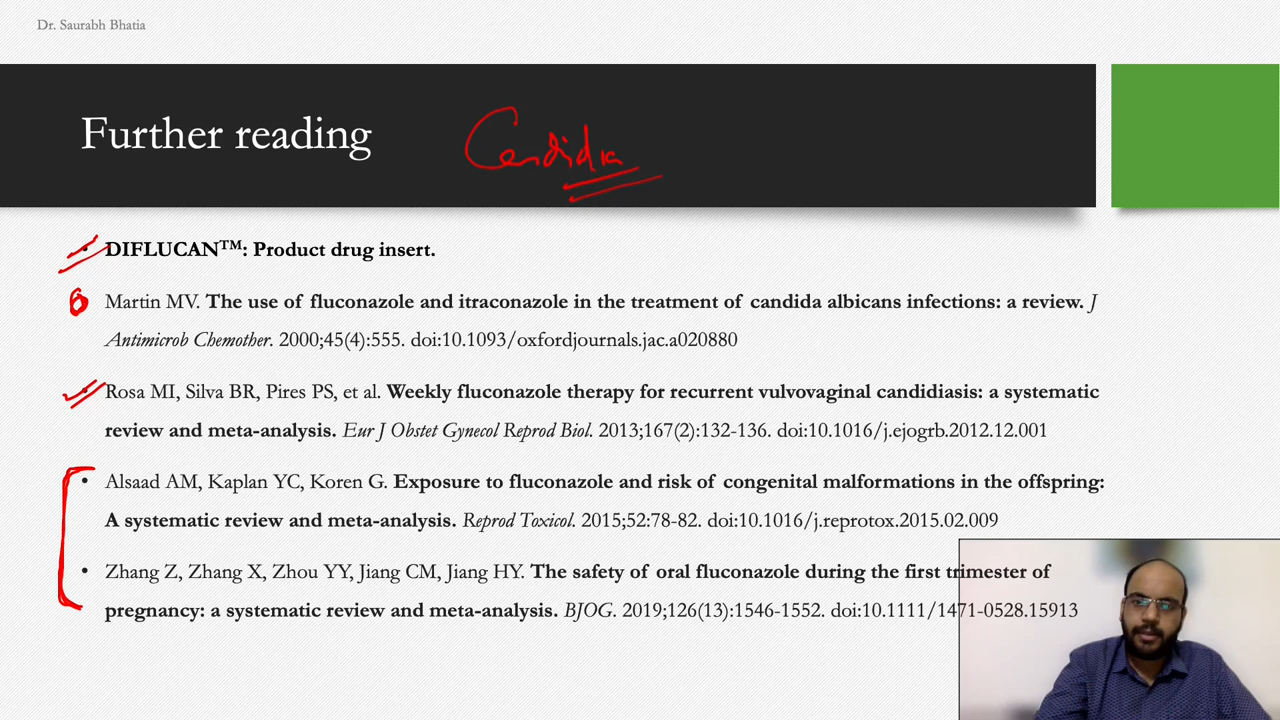 Dr. Saurabh Bhatia
Further reading
Candida
• DIFLUCAN™: Product drug insert.
Martin MV. The use of fluconazole and itraconazole in the treatment of candida albicans infections: a review. J
Antimicrob Chemother. 2000;45(4):555. doi:10.1093/oxfordjournals.jac.a020880
• Rosa MI, Silva BR, Pires PS, et al. Weekly fluconazole therapy for recurrent vulvovaginal candidiasis: a systematic
review and meta-analysis. Eur J Obstet Gynecol Reprod Biol. 2013;167(2):132-136. doi:10.1016/j.ejogrb.2012.12.001
• Alsaad AM, Kaplan YC, Koren G. Exposure to fluconazole and risk of congenital malformations in the offspring:
A systematic review and meta-analysis. Reprod Toxicol. 2015;52:78-82. doi:10.1016/j.reprotox.2015.02.009
• Zhang Z, Zhang X, Zhou YY, Jiang CM, Jiang HY. The safety of oral fluconazole during the first trimester of
pregnancy: a systematic review and meta-analysis. BJOG. 2019;126(13):1546-1552. doi:10.1111/1471-0528.15913